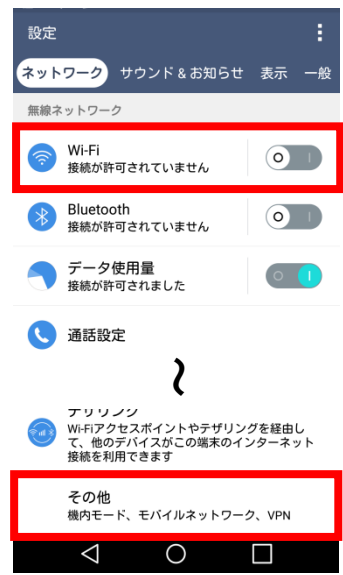 設定
ネットワーク サウンド & お知らせ 表示 一般
無線ネットワーク
Wi-Fi
接続が許可されていません
Bluetooth
接続が許可されていません
データ使用量
接続が許可されました
通話設定
テザリング
Wi-Fiアクセスポイントやテザリングを経由し
て、他のデバイスがこの端末のインターネット
接続を利用できます
その他
機内モード、モバイルネットワーク、VPN